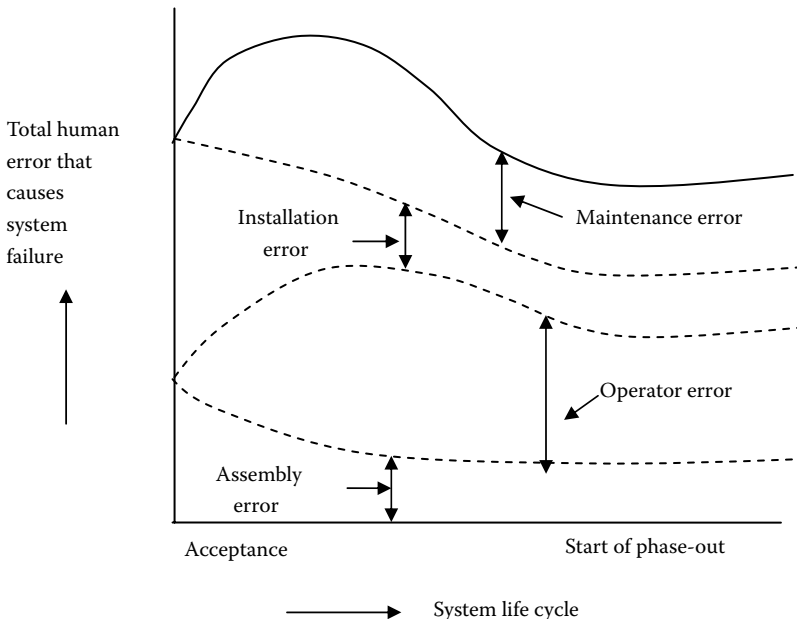 Total human
error that
causes
system
failure
Installation
error
Maintenance error
Operator error
Assembly
error
Acceptance
Start of phase-out
System life cycle